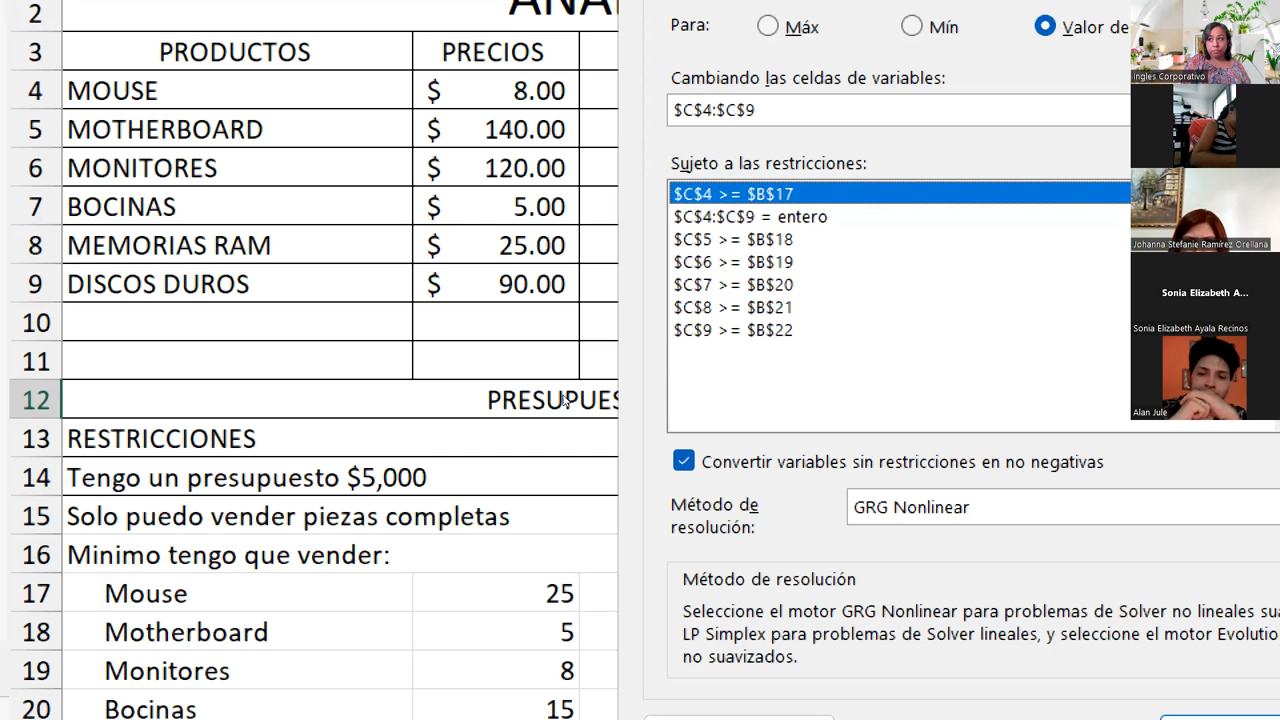 2
3 PRODUCTOS PRECIOS
4 MOUSE $ 8.00
5 MOTHERBOARD $ 140.00
6 MONITORES $ 120.00
7 BOCINAS $ 5.00
8 MEMORIAS RAM $ 25.00
9 DISCOS DUROS $ 90.00
10
11
12 PRESUPUES
13 RESTRICCIONES
14 Tengo un presupuesto $5,000
15 Solo puedo vender piezas completas
16 Minimo tengo que vender:
17 Mouse 25
18 Motherboard 5
19 Monitores 8
20 Bocinas 15
Para: Máx Mín Valor de
Cambiando las celdas de variables:
$C$4:$C$9
Sujeto a las restricciones:
$C$4 >= $B$17
$C$4:$C$9 = entero
$C$5 >= $B$18
$C$6 >= $B$19
$C$7 >= $B$20
$C$8 >= $B$21
$C$9 >= $B$22
Convertir variables sin restricciones en no negativas
Método de
resolución:
GRG Nonlinear
Método de resolución
Seleccione el motor GRG Nonlinear para problemas de Solver no lineales sua
LP Simplex para problemas de Solver lineales, y seleccione el motor Evolutio
no suavizados.
Ingles Corporativo
Johanna Stefanie Ramírez Orellana
Sonia Elizabeth A...
Sonia Elizabeth Ayala Recinos
Alan Jule